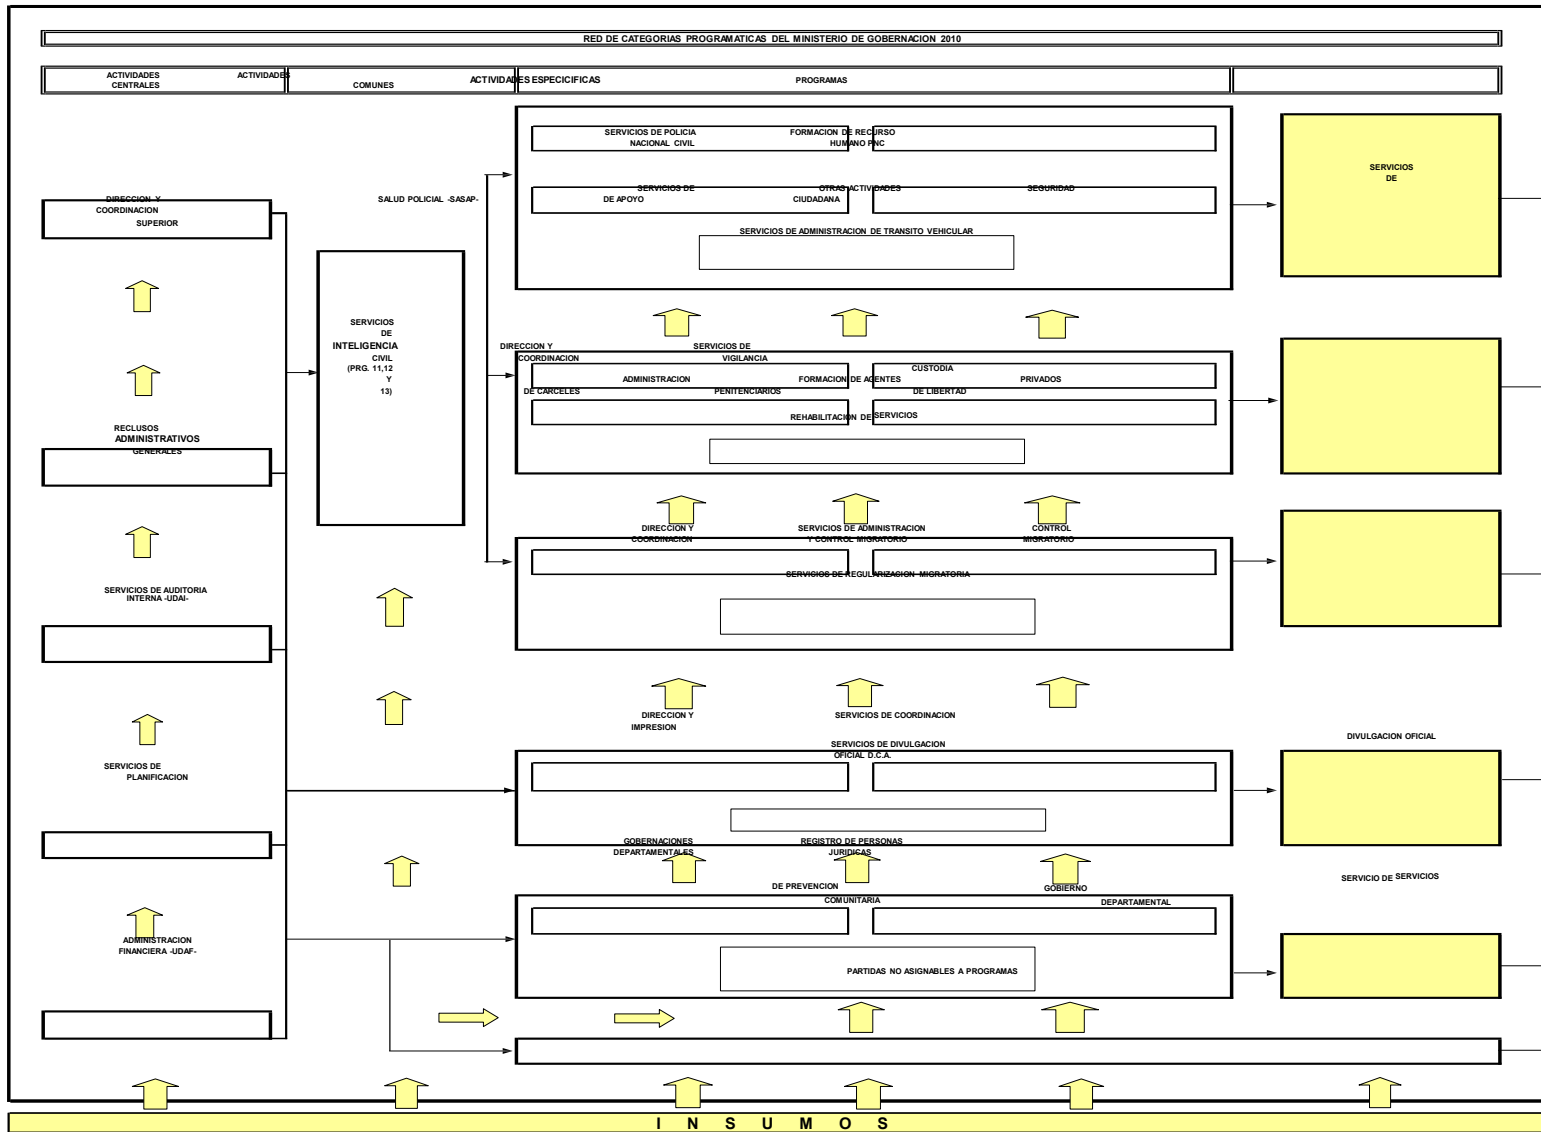 RED DE CATEGORIAS PROGRAMATICAS DEL MINISTERIO DE GOBERNACION 2010
ACTIVIDADES
CENTRALES
ACTIVIDADES
COMUNES
ACTIVIDADES ESPECICIFICAS
PROGRAMAS
SERVICIOS DE POLICIA
NACIONAL CIVIL
FORMACION DE RECURSO
HUMANO PNC
SERVICIOS DE
DE APOYO
OTRAS ACTIVIDADES
CIUDADANA
SEGURIDAD
SERVICIOS DE ADMINISTRACION DE TRANSITO VEHICULAR
SERVICIOS
DE
DIRECCION Y
COORDINACION
SUPERIOR
SALUD POLICIAL -SASAP-
SERVICIOS
DE
INTELIGENCIA
CIVIL
(PRG. 11,12
Y
13)
DIRECCION Y
COORDINACION
SERVICIOS DE
VIGILANCIA
CUSTODIA
ADMINISTRACION
FORMACION DE AGENTES
PRIVADOS
DE CARCELES
PENITENCIARIOS
DE LIBERTAD
REHABILITACION DE SERVICIOS
RECLUSOS
ADMINISTRATIVOS
GENERALES
DIRECCION Y
COORDINACION
SERVICIOS DE ADMINISTRACION
Y CONTROL MIGRATORIO
CONTROL
MIGRATORIO
SERVICIOS DE REGULARIZACION MIGRATORIA
SERVICIOS DE AUDITORIA
INTERNA -UDAI-
DIRECCION Y
IMPRESION
SERVICIOS DE COORDINACION
SERVICIOS DE DIVULGACION
OFICIAL D.C.A.
DIVULGACION OFICIAL
SERVICIOS DE
PLANIFICACION
GOBERNACIONES
DEPARTAMENTALES
REGISTRO DE PERSONAS
JURIDICAS
DE PREVENCION
COMUNITARIA
GOBIERNO
DEPARTAMENTAL
SERVICIO DE SERVICIOS
ADMINISTRACION
FINANCIERA -UDAF-
PARTIDAS NO ASIGNABLES A PROGRAMAS
I N S U M O S